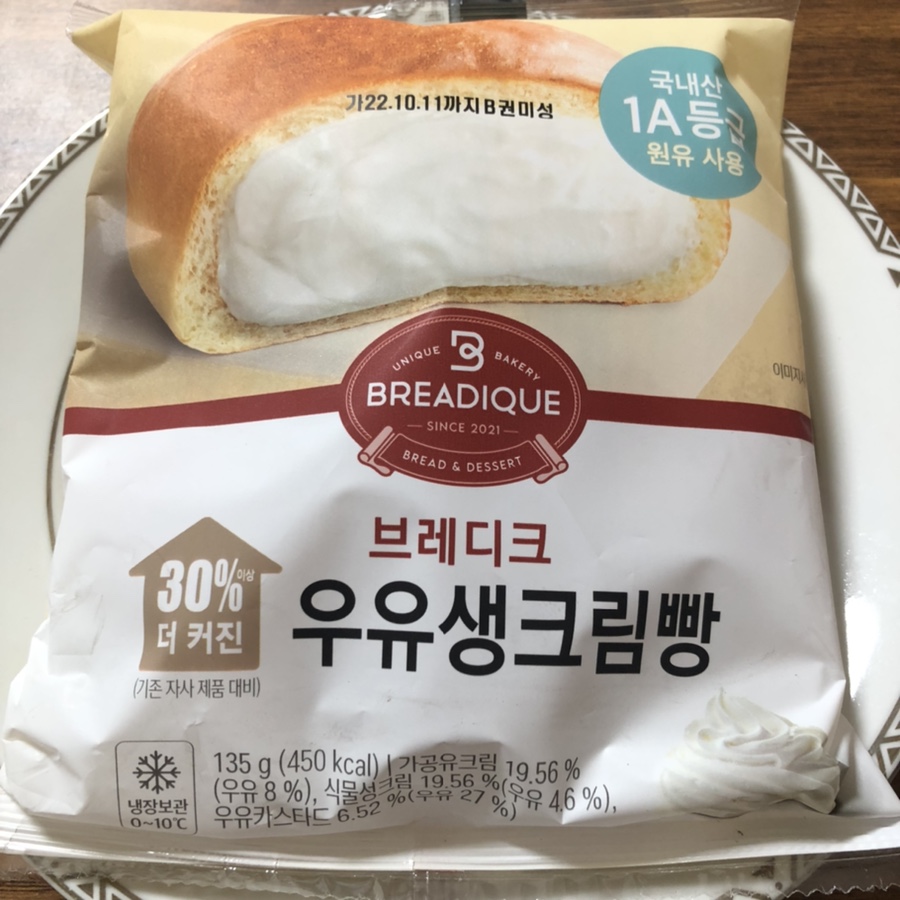 가22.10.11까지B권미성
국내산
1A등급
원유 사용
이미지
UNIQUE BAKERY
BREADIQUE
SINCE 2021
BREAD & DESSERT
브레디크
30%이상
더 커진
우유생크림빵
(기존 자사 제품 대비)
135 g (450 kcal) | 가공유크림 19.56 %
(우유 8 %), 식물성크림 19.56 %(우유 4.6 %),
우유카스타드 6.52 %(우유 27 %)
냉장보관
0~10℃